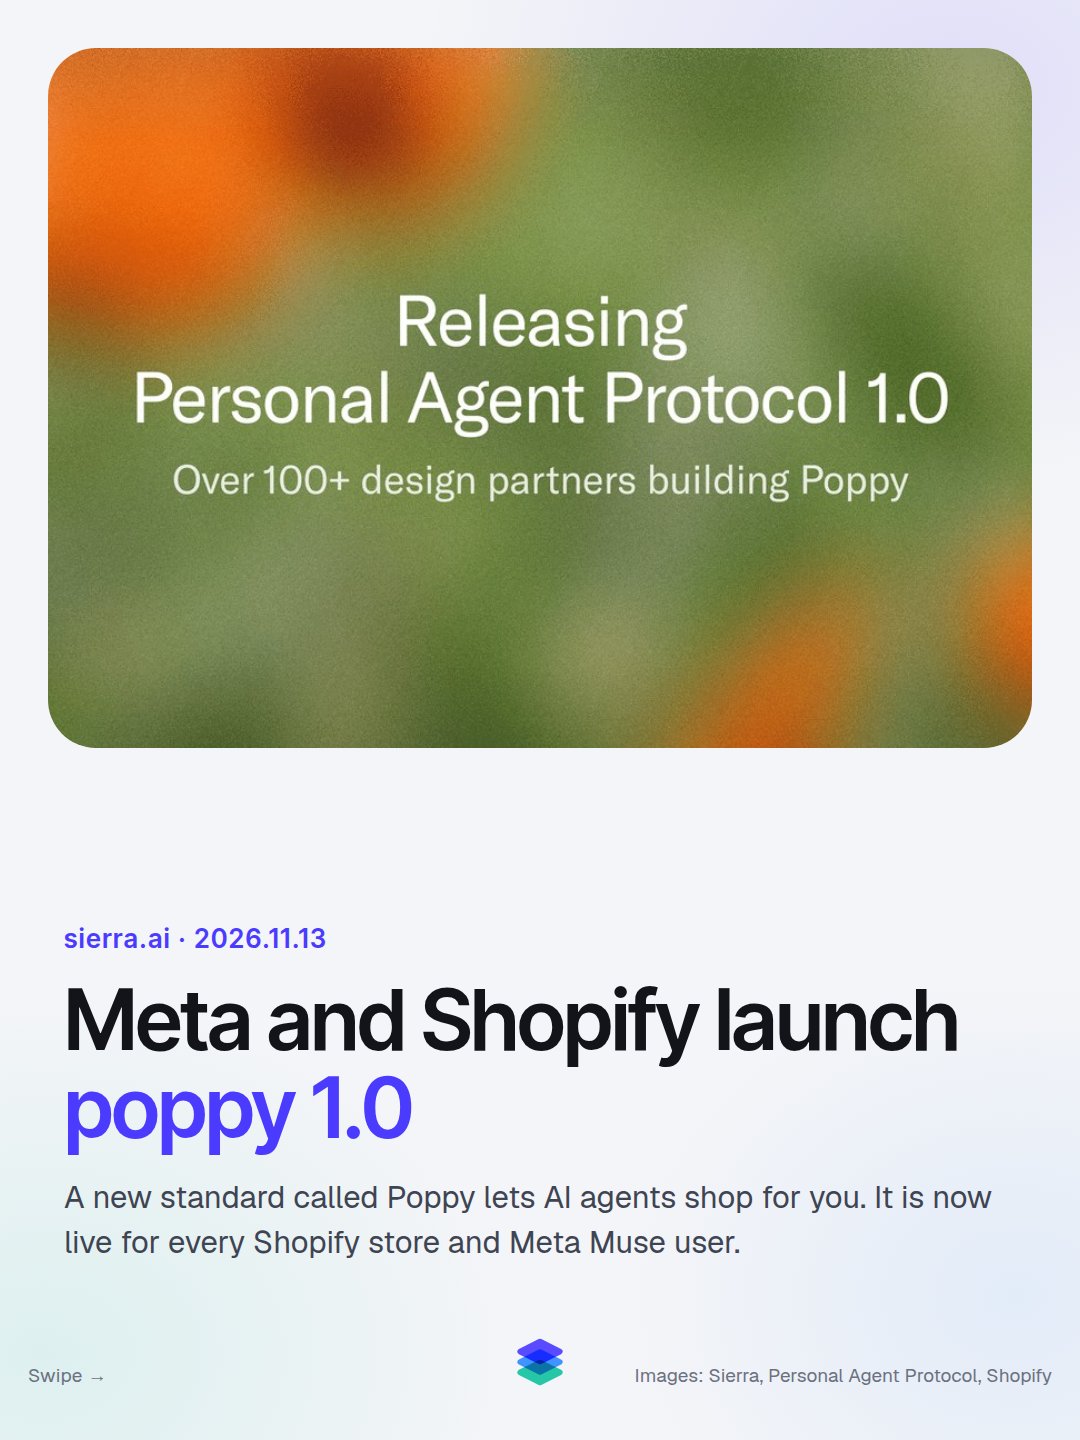 Releasing
Personal Agent Protocol 1.0
Over 100+ design partners building Poppy
sierra.ai · 2026.11.13
Meta and Shopify launch
poppy 1.0
A new standard called Poppy lets AI agents shop for you. It is now
live for every Shopify store and Meta Muse user.
Swipe →
Images: Sierra, Personal Agent Protocol, Shopify